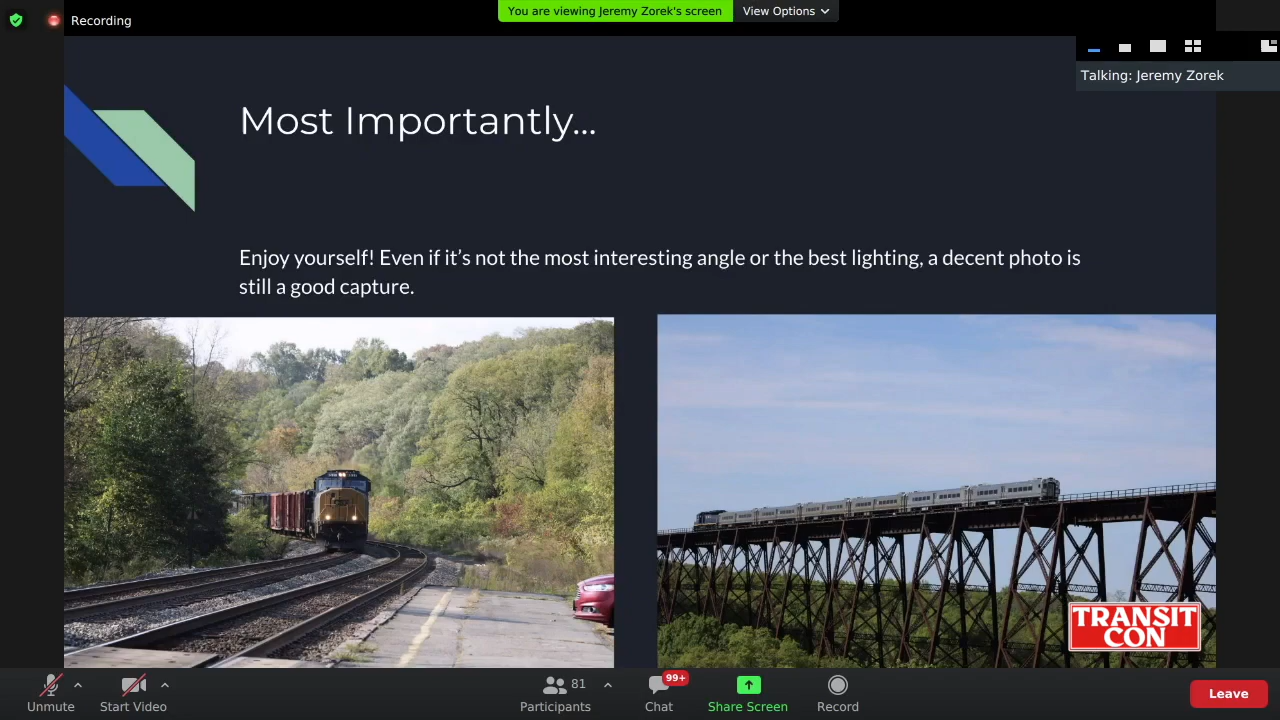 Recording
You are viewing Jeremy Zorek's screen
View Options
Talking: Jeremy Zorek
Most Importantly...
Enjoy yourself! Even if it's not the most interesting angle or the best lighting, a decent photo is
still a good capture.
TRANSIT
CON
Unmute
Start Video
81
Participants
99+
Chat
Share Screen
Record
Leave